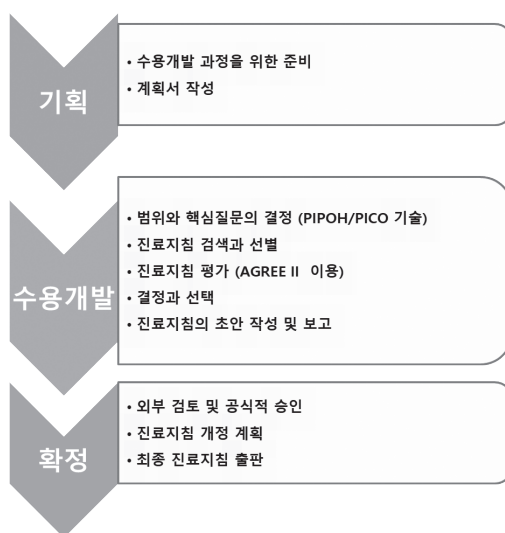 기획
• 수용개발 과정을 위한 준비
• 계획서 작성
수용개발
• 범위와 핵심질문의 결정 (PIPOH/PICO 기술)
• 진료지침 검색과 선별
• 진료지침 평가 (AGREE II 이용)
• 결정과 선택
• 진료지침의 초안 작성 및 보고
확정
• 외부 검토 및 공식적 승인
• 진료지침 개정 계획
• 최종 진료지침 출판